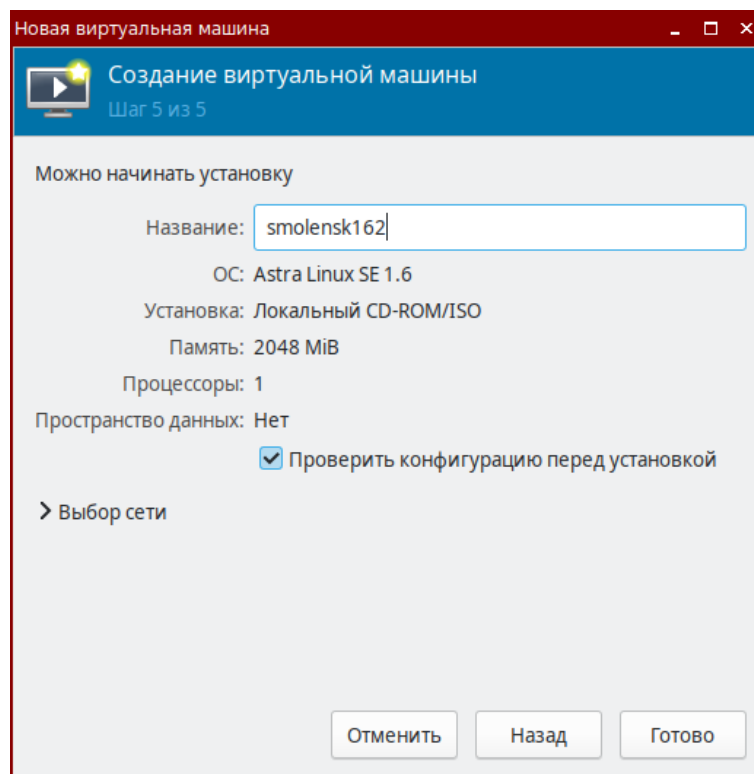 Новая виртуальная машина
Создание виртуальной машины
Шаг 5 из 5
Можно начинать установку
Название: smolensk162
ОС: Astra Linux SE 1.6
Установка: Локальный CD-ROM/ISO
Память: 2048 MiB
Процессоры: 1
Пространство данных: Нет
Проверить конфигурацию перед установкой
Выбор сети
Отменить Назад Готово